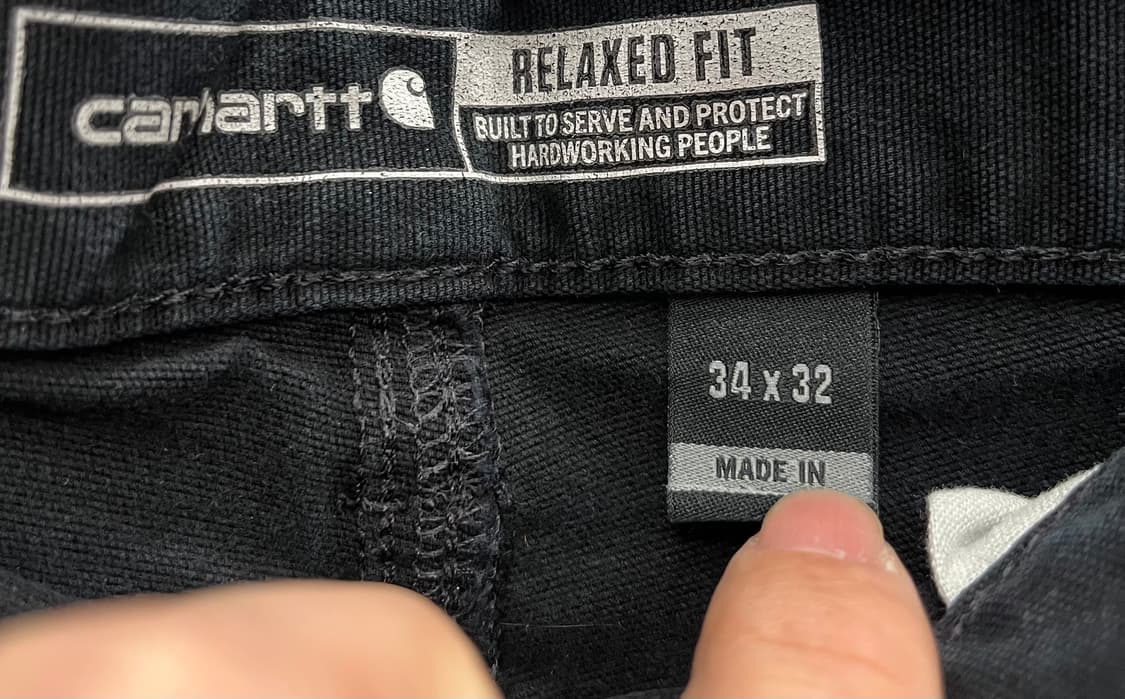 carhartt
RELAXED FIT
BUILT TO SERVE AND PROTECT
HARDWORKING PEOPLE
34 x 32
MADE IN